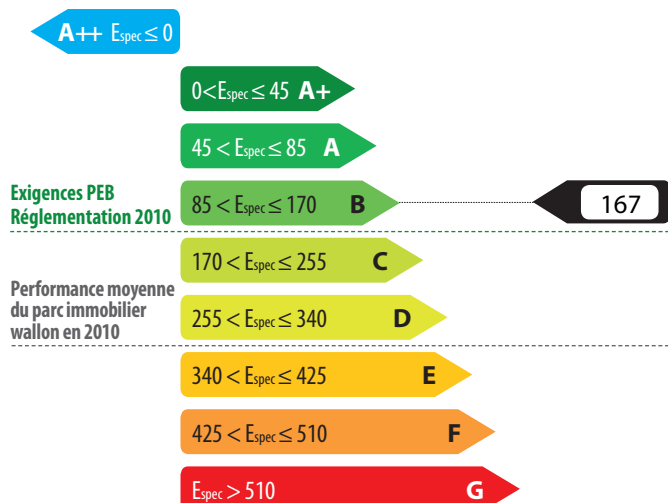 A++ Espec ≤ 0
0 < Espec ≤ 45 A+
45 < Espec ≤ 85 A
Exigences PEB
Réglementation 2010
85 < Espec ≤ 170 B
167
170 < Espec ≤ 255 C
Performance moyenne
du parc immobilier
wallon en 2010
255 < Espec ≤ 340 D
340 < Espec ≤ 425 E
425 < Espec ≤ 510 F
Espec > 510 G